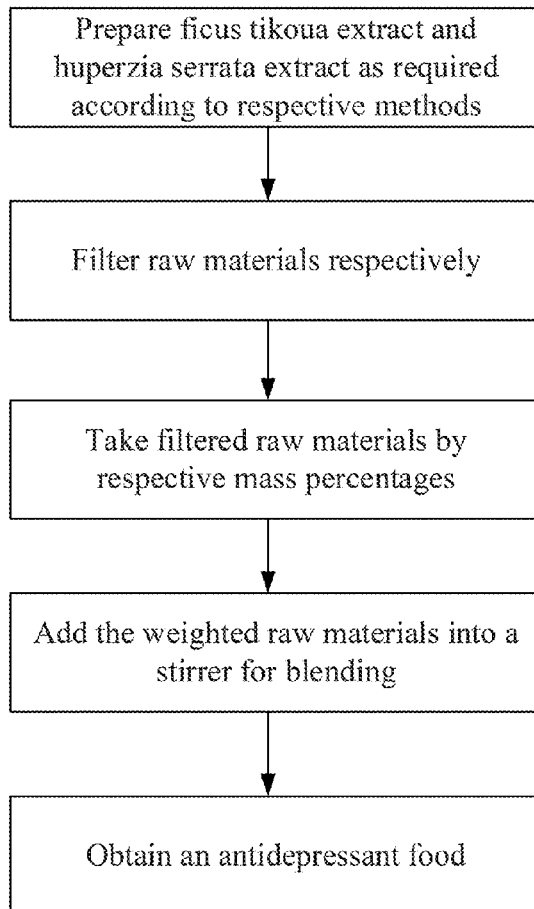 Prepare ficus tikoua extract and
huperzia serrata extract as required
according to respective methods
Filter raw materials respectively
Take filtered raw materials by
respective mass percentages
Add the weighted raw materials into a
stirrer for blending
Obtain an antidepressant food